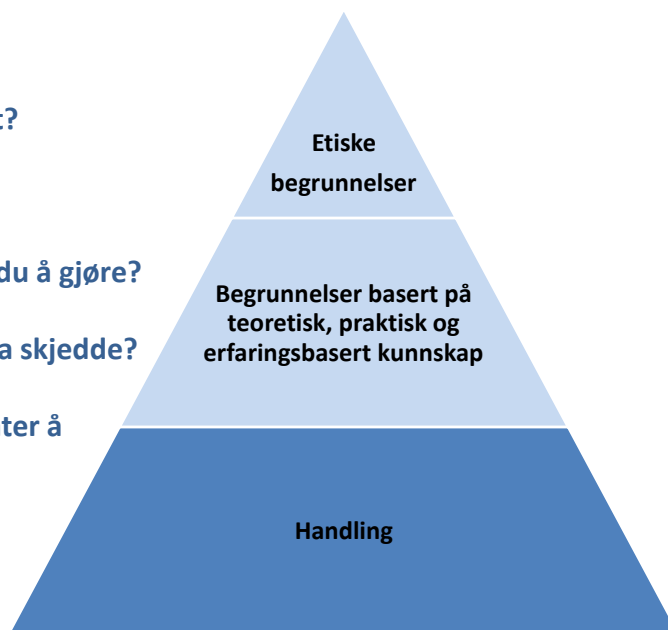 t?
du å gjøre?
a skjedde?
ter å
Etiske
begrunnelser
Begrunnelser basert på
teoretisk, praktisk og
erfaringsbasert kunnskap
Handling